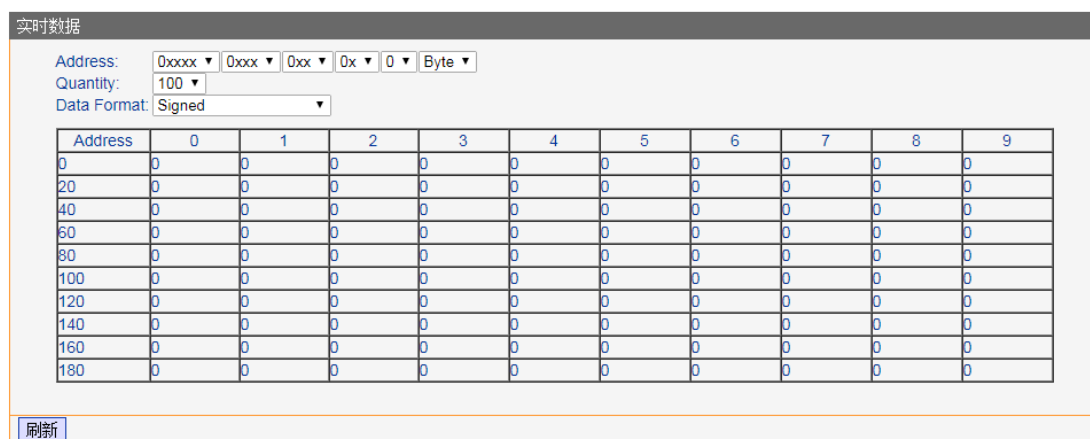 实时数据
Address: 0xxxx 0xxx 0xx 0x 0 Byte
Quantity: 100
Data Format: Signed
Address 0 1 2 3 4 5 6 7 8 9
0 0 0 0 0 0 0 0 0 0 0
20 0 0 0 0 0 0 0 0 0 0
40 0 0 0 0 0 0 0 0 0 0
60 0 0 0 0 0 0 0 0 0 0
80 0 0 0 0 0 0 0 0 0 0
100 0 0 0 0 0 0 0 0 0 0
120 0 0 0 0 0 0 0 0 0 0
140 0 0 0 0 0 0 0 0 0 0
160 0 0 0 0 0 0 0 0 0 0
180 0 0 0 0 0 0 0 0 0 0
刷新